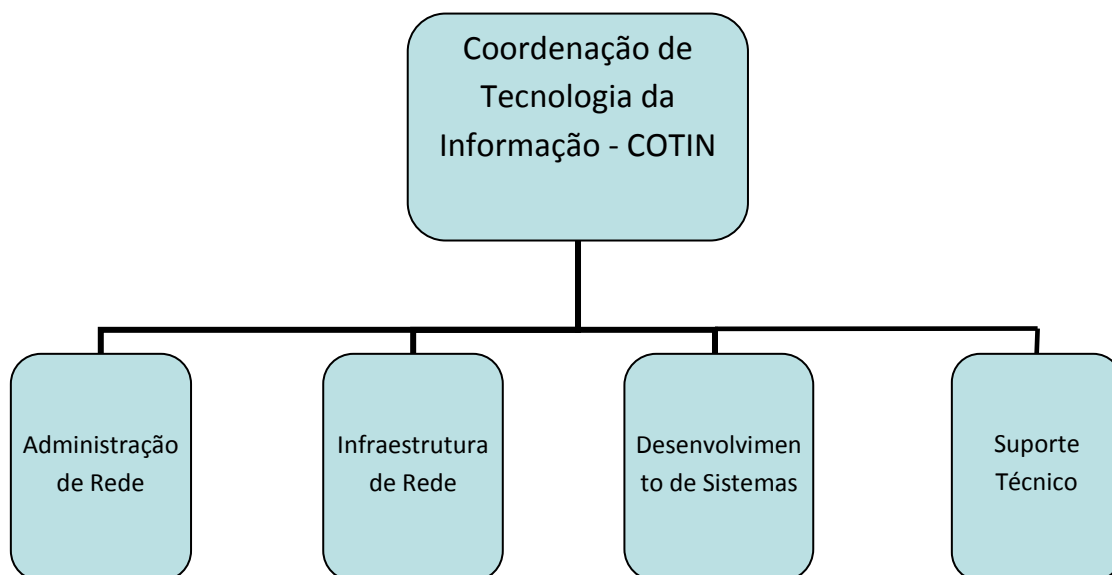 Coordenação de
Tecnologia da
Informação - COTIN
Administração
de Rede
Infraestrutura
de Rede
Desenvolvimen
to de Sistemas
Suporte
Técnico